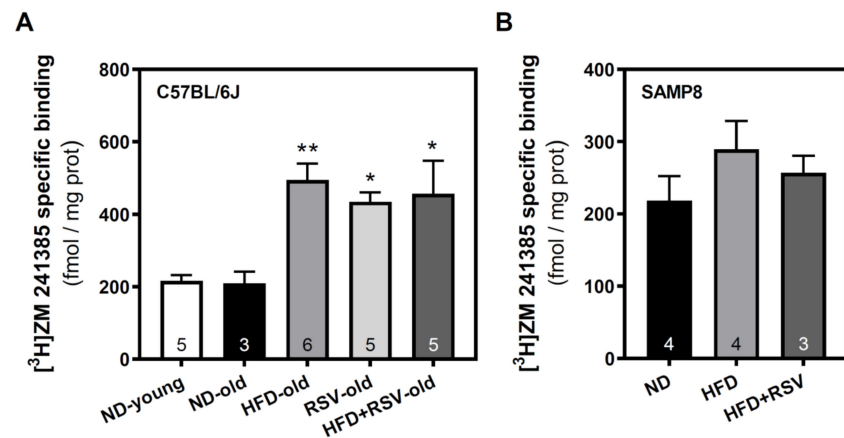 A
B
[³H]ZM 241385 specific binding
(fmol / mg prot)
800
600
400
200
0
C57BL/6J
**
*
*
5
3
6
5
5
ND-young
ND-old
HFD-old
RSV-old
HFD+RSV-old
[³H]ZM 241385 specific binding
(fmol / mg prot)
400
300
200
100
0
SAMP8
4
4
3
ND
HFD
HFD+RSV